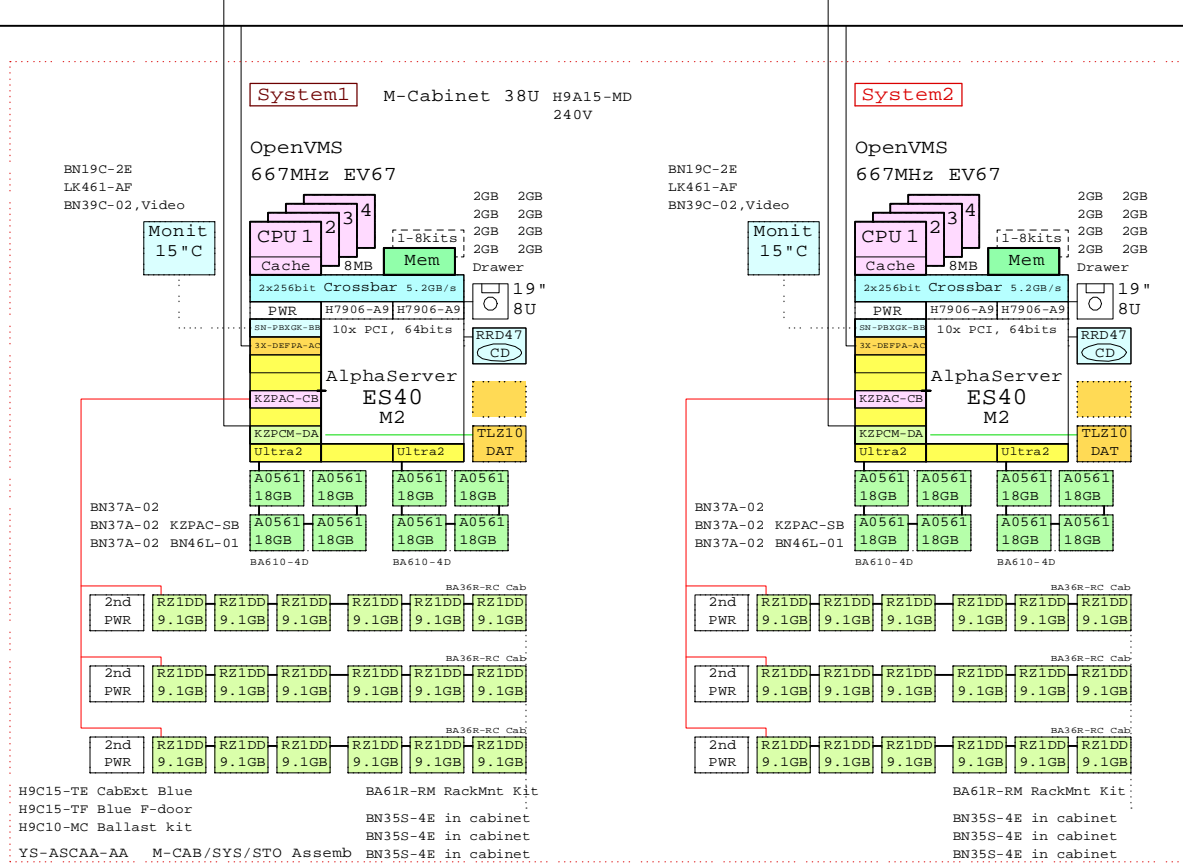 System1 M-Cabinet 38U H9A15-MD
240V
OpenVMS
667MHz EV67
BN19C-2E
LK461-AF
BN39C-02,Video
Monit
15"C
CPU 1
2
3
4
Cache
8MB
1-8kits
Mem
2GB 2GB
2GB 2GB
2GB 2GB
2GB 2GB
Drawer
19"
8U
2x256bit Crossbar 5.2GB/s
PWR H7906-A9 H7906-A9
SN-PBXGK-BB 10x PCI, 64bits
3X-DEFPA-AC
RRD47
CD
AlphaServer
ES40
M2
KZPAC-CB
KZPCM-DA
TLZ10
DAT
Ultra2 Ultra2
A0561 A0561 A0561 A0561
18GB 18GB 18GB 18GB
A0561 A0561 A0561 A0561
18GB 18GB 18GB 18GB
BA610-4D BA610-4D
BN37A-02
BN37A-02 KZPAC-SB
BN37A-02 BN46L-01
BA36R-RC Cab
2nd RZ1DD RZ1DD RZ1DD RZ1DD RZ1DD RZ1DD
PWR 9.1GB 9.1GB 9.1GB 9.1GB 9.1GB 9.1GB
BA36R-RC Cab
2nd RZ1DD RZ1DD RZ1DD RZ1DD RZ1DD RZ1DD
PWR 9.1GB 9.1GB 9.1GB 9.1GB 9.1GB 9.1GB
BA36R-RC Cab
2nd RZ1DD RZ1DD RZ1DD RZ1DD RZ1DD RZ1DD
PWR 9.1GB 9.1GB 9.1GB 9.1GB 9.1GB 9.1GB
H9C15-TE CabExt Blue
H9C15-TF Blue F-door
H9C10-MC Ballast kit
YS-ASCAA-AA M-CAB/SYS/STO Assemb
BA61R-RM RackMnt Kit
BN35S-4E in cabinet
BN35S-4E in cabinet
BN35S-4E in cabinet
System2
OpenVMS
667MHz EV67
BN19C-2E
LK461-AF
BN39C-02,Video
Monit
15"C
CPU 1
2
3
4
Cache
8MB
1-8kits
Mem
2GB 2GB
2GB 2GB
2GB 2GB
2GB 2GB
Drawer
19"
8U
2x256bit Crossbar 5.2GB/s
PWR H7906-A9 H7906-A9
SN-PBXGK-BB 10x PCI, 64bits
3X-DEFPA-AC
RRD47
CD
AlphaServer
ES40
M2
KZPAC-CB
KZPCM-DA
TLZ10
DAT
Ultra2 Ultra2
A0561 A0561 A0561 A0561
18GB 18GB 18GB 18GB
A0561 A0561 A0561 A0561
18GB 18GB 18GB 18GB
BA610-4D BA610-4D
BN37A-02
BN37A-02 KZPAC-SB
BN37A-02 BN46L-01
BA36R-RC Cab
2nd RZ1DD RZ1DD RZ1DD RZ1DD RZ1DD RZ1DD
PWR 9.1GB 9.1GB 9.1GB 9.1GB 9.1GB 9.1GB
BA36R-RC Cab
2nd RZ1DD RZ1DD RZ1DD RZ1DD RZ1DD RZ1DD
PWR 9.1GB 9.1GB 9.1GB 9.1GB 9.1GB 9.1GB
BA36R-RC Cab
2nd RZ1DD RZ1DD RZ1DD RZ1DD RZ1DD RZ1DD
PWR 9.1GB 9.1GB 9.1GB 9.1GB 9.1GB 9.1GB
BA61R-RM RackMnt Kit
BN35S-4E in cabinet
BN35S-4E in cabinet
BN35S-4E in cabinet